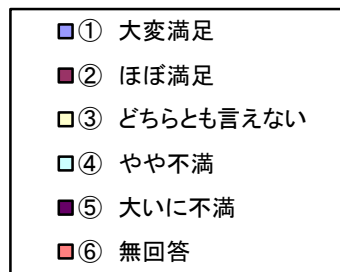 ① 大変満足
② ほぼ満足
③ どちらとも言えない
④ やや不満
⑤ 大いに不満
⑥ 無回答